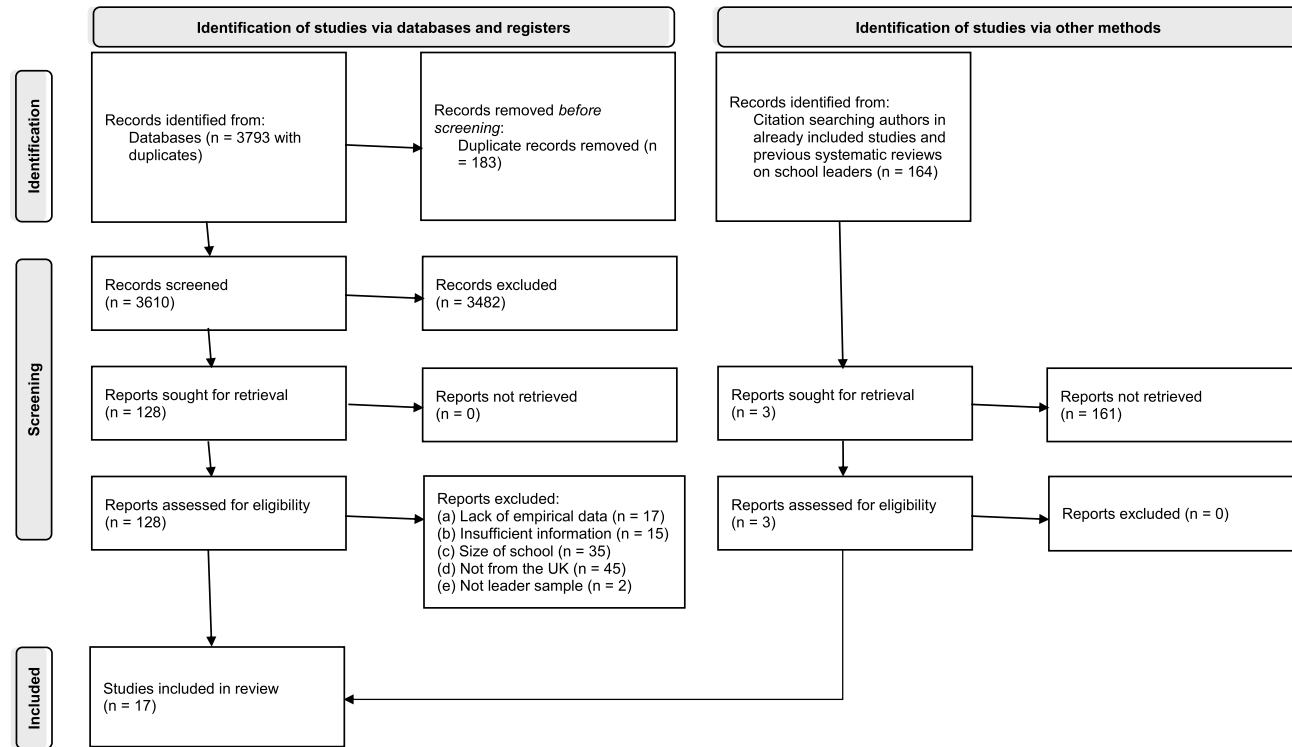 Identification of studies via databases and registers
Identification of studies via other methods
Identification
Records identified from:
Databases (n = 3793 with
duplicates)
Records removed before
screening:
Duplicate records removed (n
= 183)
Records identified from:
Citation searching authors in
already included studies and
previous systematic reviews
on school leaders (n = 164)
Screening
Records screened
(n = 3610)
Records excluded
(n = 3482)
Reports sought for retrieval
(n = 128)
Reports not retrieved
(n = 0)
Reports sought for retrieval
(n = 3)
Reports not retrieved
(n = 161)
Reports assessed for eligibility
(n = 128)
Reports excluded:
(a) Lack of empirical data (n = 17)
(b) Insufficient information (n = 15)
(c) Size of school (n = 35)
(d) Not from the UK (n = 45)
(e) Not leader sample (n = 2)
Reports assessed for eligibility
(n = 3)
Reports excluded (n = 0)
Included
Studies included in review
(n = 17)